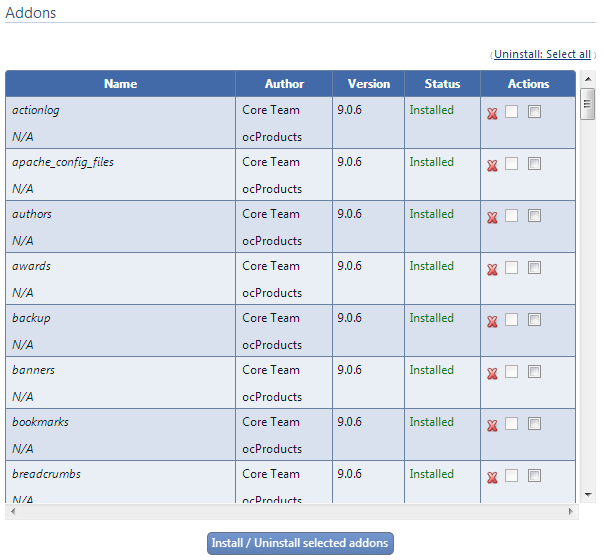 Addons
(Uninstall: Select all)
Name Author Version Status Actions
actionlog Core Team 9.0.6 Installed
N/A ocProducts
apache_config_files Core Team 9.0.6 Installed
N/A ocProducts
authors Core Team 9.0.6 Installed
N/A ocProducts
awards Core Team 9.0.6 Installed
N/A ocProducts
backup Core Team 9.0.6 Installed
N/A ocProducts
banners Core Team 9.0.6 Installed
N/A ocProducts
bookmarks Core Team 9.0.6 Installed
N/A ocProducts
breadcrumbs Core Team 9.0.6 Installed
N/A ocProducts
Install / Uninstall selected addons